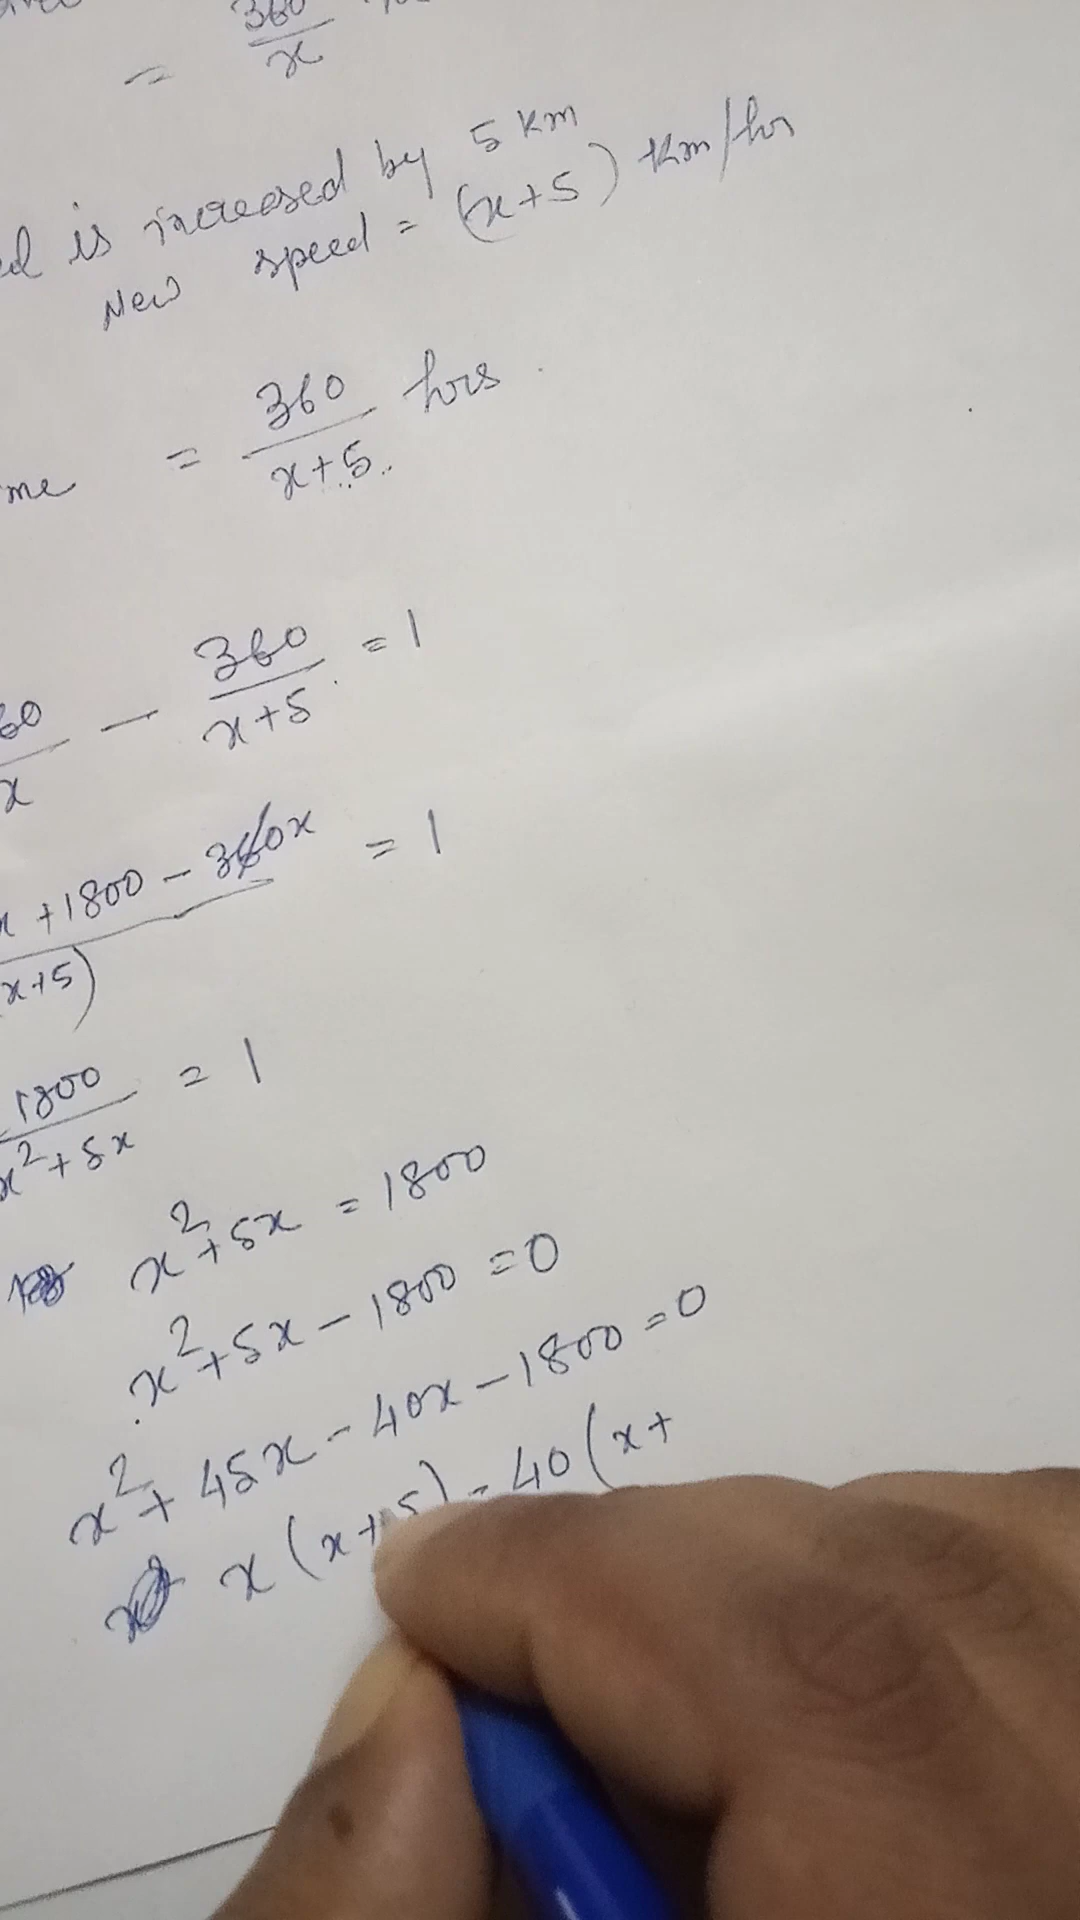 = 360/x
is increased by 5 km
New speed = (x+5) km/hr
= 360/x+5 hrs
60/x - 360/x+5 = 1
x + 1800 - 360x / x+5) = 1
1800/x²+5x = 1
x²+5x = 1800
x²+5x-1800=0
x²+45x-40x-1800=0
x(x+ 5)-40(x+